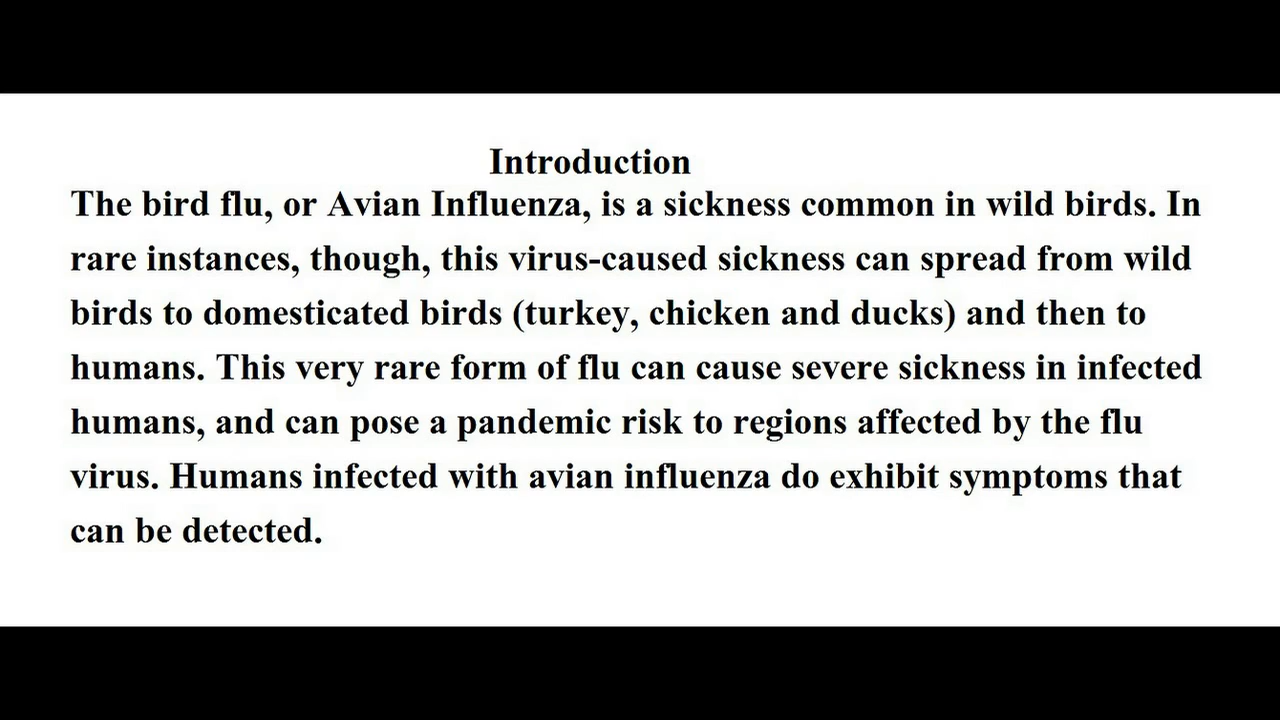 Introduction
The bird flu, or Avian Influenza, is a sickness common in wild birds. In
rare instances, though, this virus-caused sickness can spread from wild
birds to domesticated birds (turkey, chicken and ducks) and then to
humans. This very rare form of flu can cause severe sickness in infected
humans, and can pose a pandemic risk to regions affected by the flu
virus. Humans infected with avian influenza do exhibit symptoms that
can be detected.